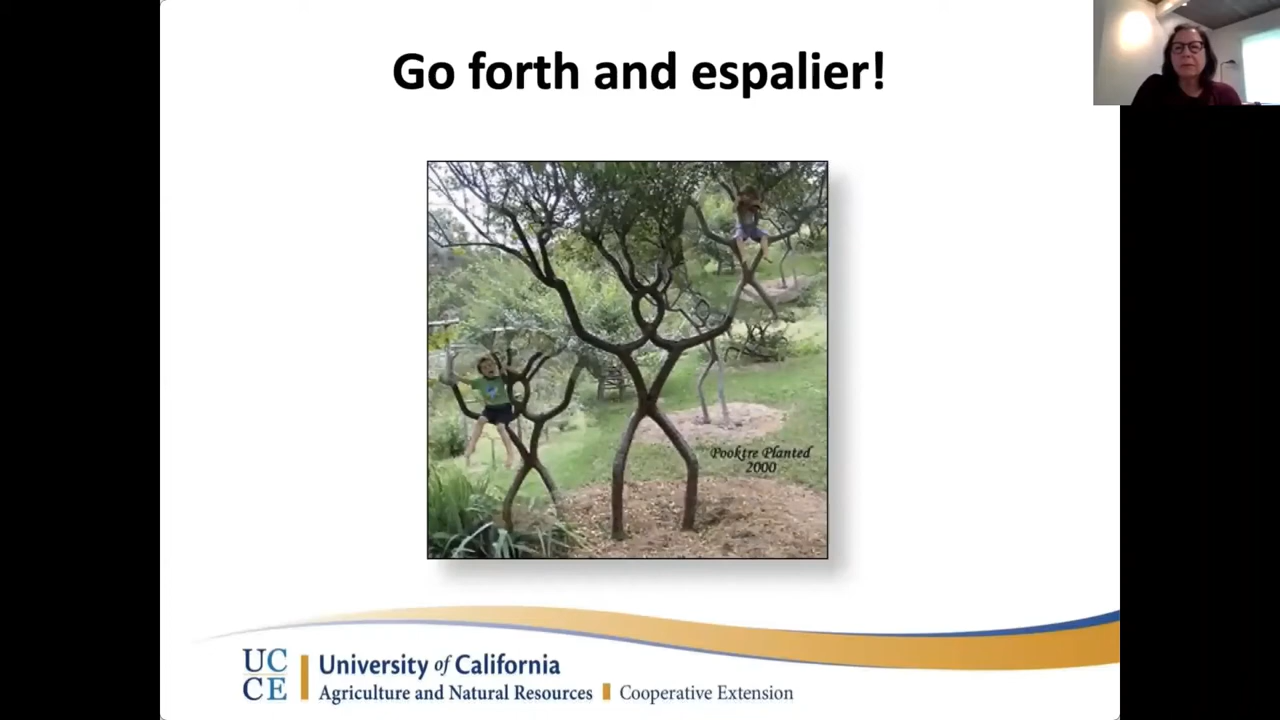 Go forth and espalier!
Pooktre Planted
2000
UC
CE
University of California
Agriculture and Natural Resources
Cooperative Extension